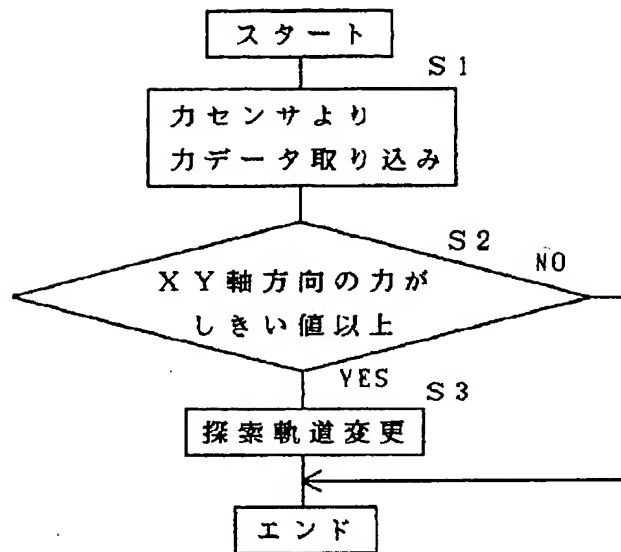 スタート
S1
力センサより
力データ取り込み
S2
NO
XY軸方向の力が
しきい値以上
YES
S3
探索軌道変更
エンド